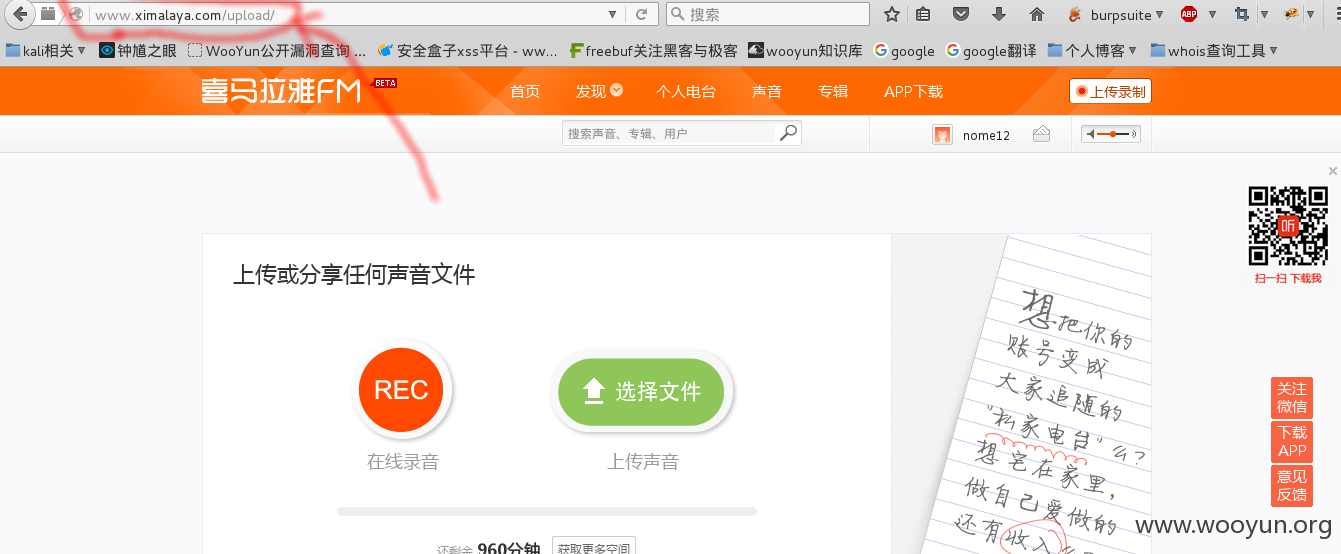 www.ximalaya.com/upload/
搜索
burpsuite
ABP
kali相关 钟馗之眼 WooYun公开漏洞查询 ... 安全盒子xss平台 - ww... freebuf关注黑客与极客 wooyun知识库 google google翻译 个人博客 whois查询工具
喜马拉雅FM BETA 首页 发现 个人电台 声音 专辑 APP下载 上传录制
搜索声音、专辑、用户 nome12
上传或分享任何声音文件
REC 选择文件
在线录音 上传声音
还剩余 960分钟 获取更多空间
想把你的
账号变成
大家追随的
"私家电台"么?
想宅在家里,
做自己爱做的
还有收入
听
扫一扫 下载我
关注
微信
下载
APP
意见
反馈
www.wooyun.org